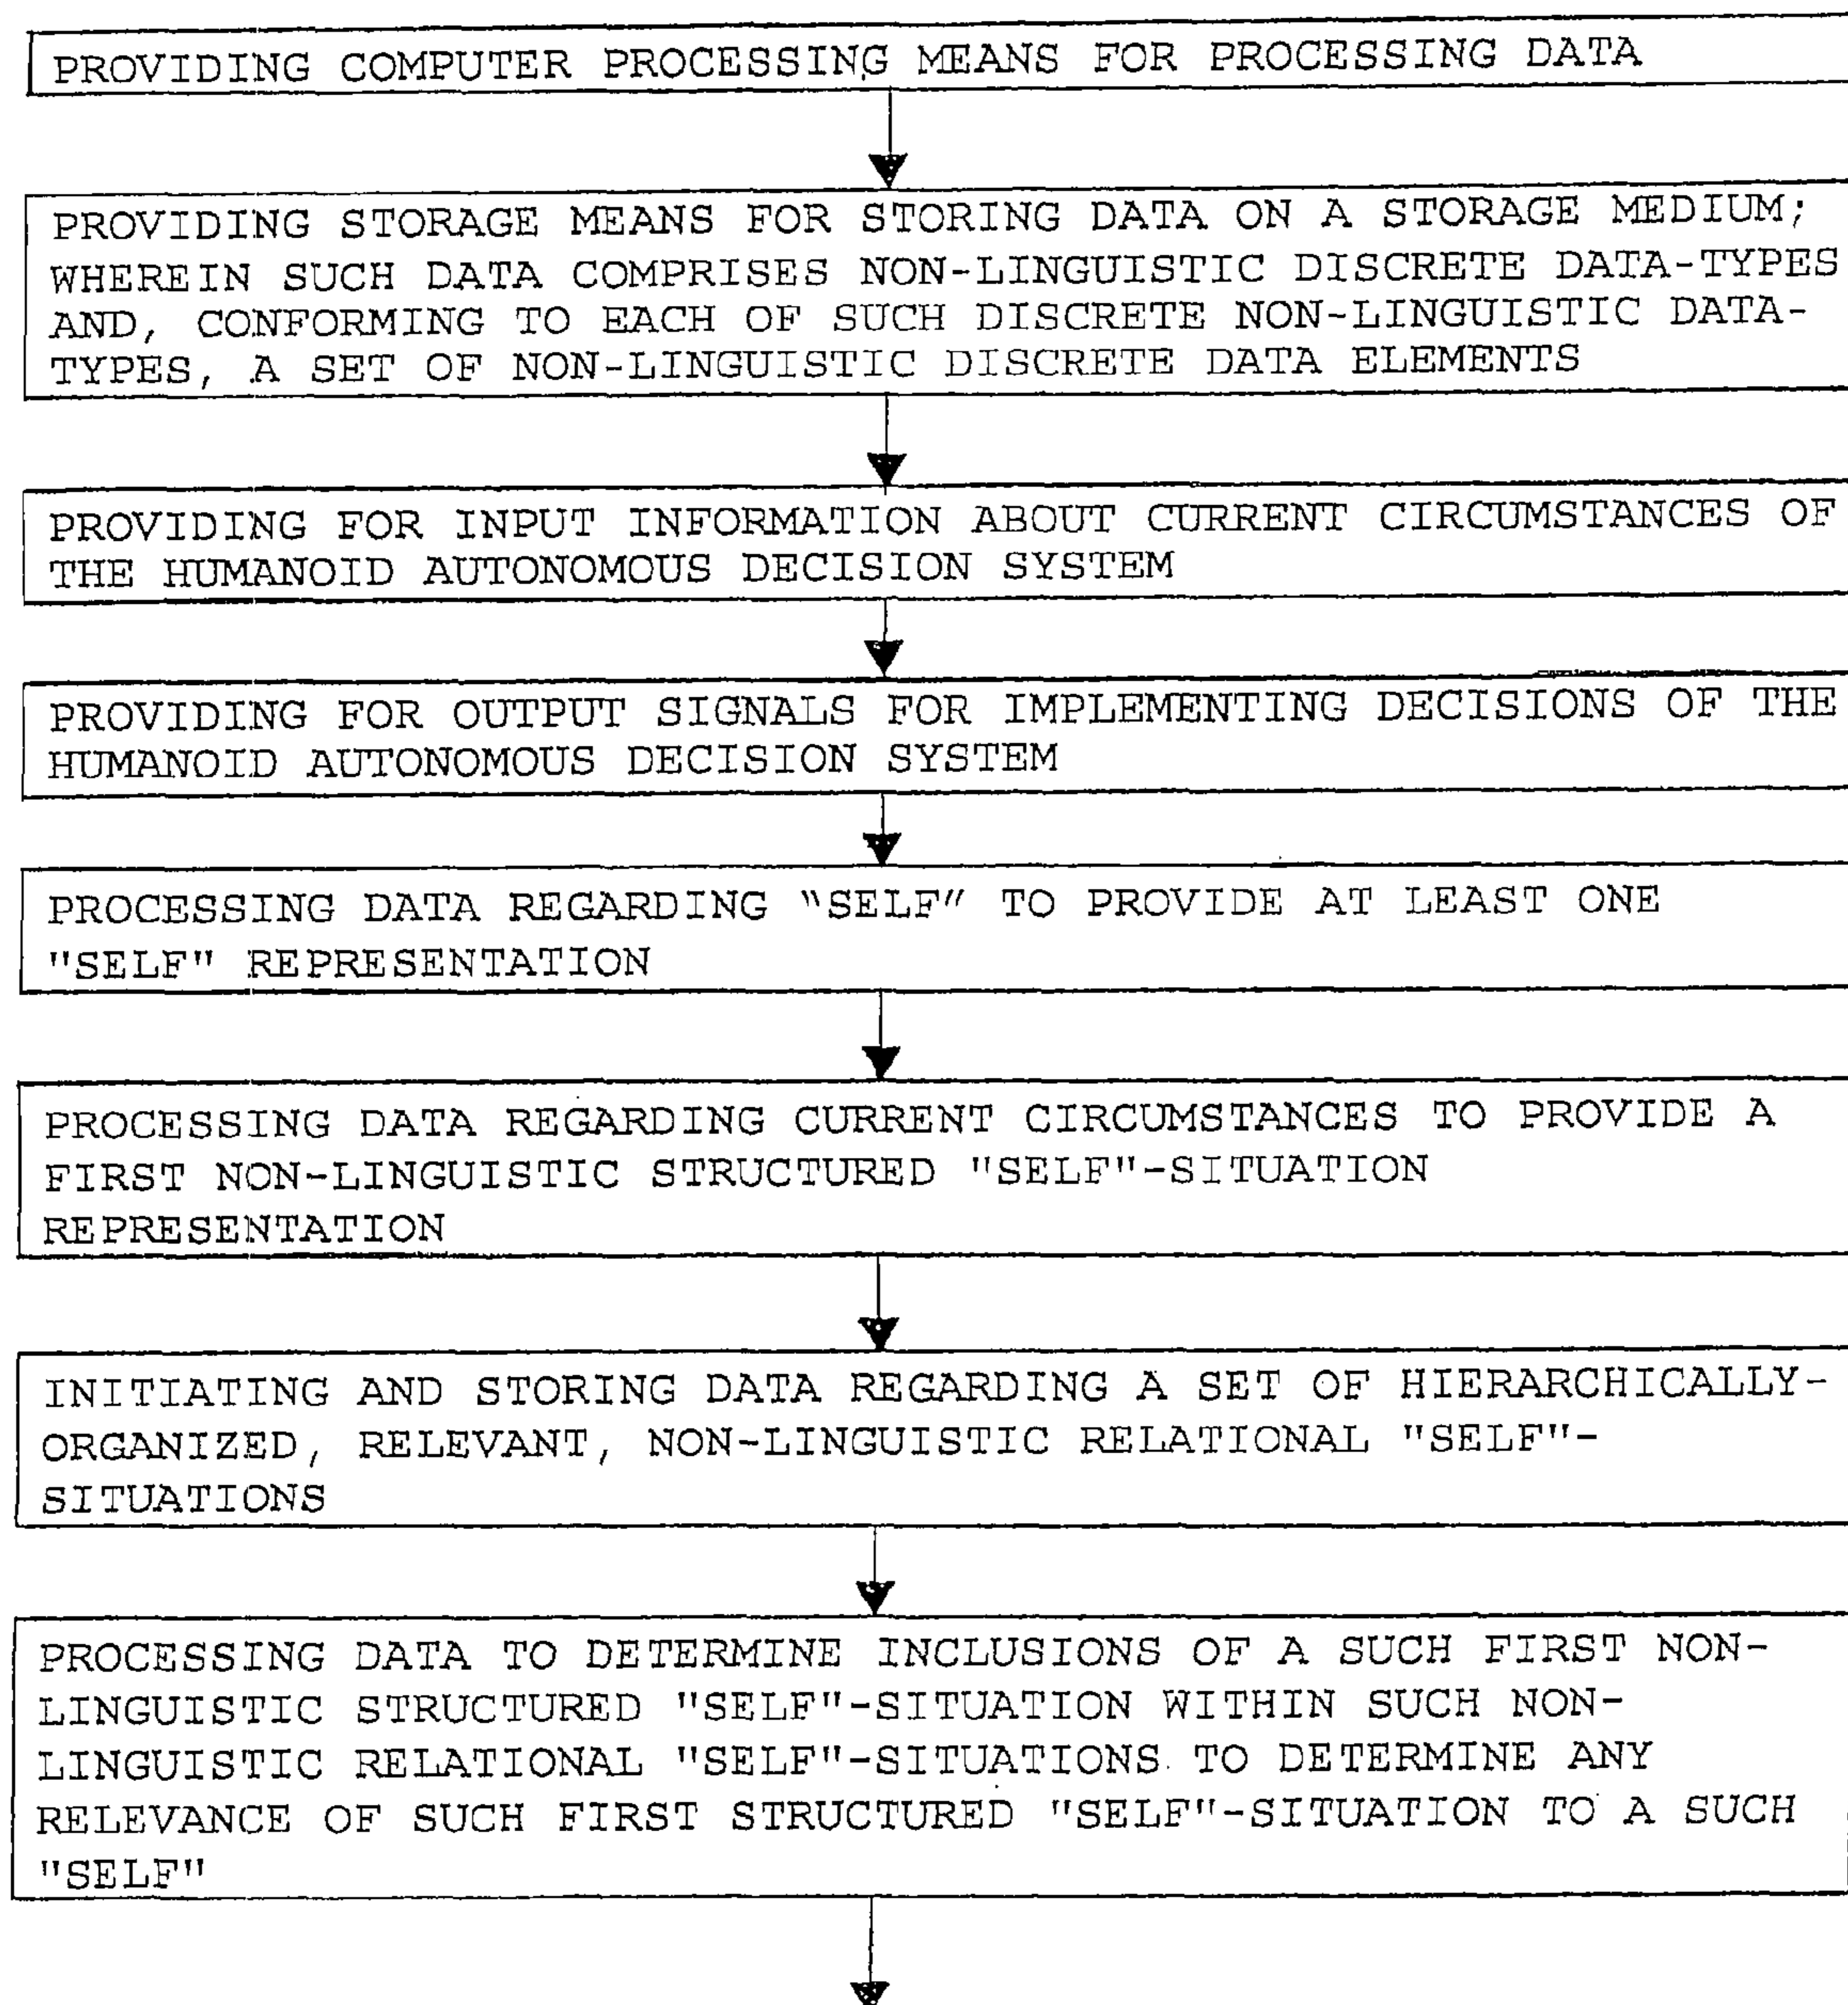 PROVIDING COMPUTER PROCESSING MEANS FOR PROCESSING DATA
PROVIDING STORAGE MEANS FOR STORING DATA ON A STORAGE MEDIUM;
WHEREIN SUCH DATA COMPRISES NON-LINGUISTIC DISCRETE DATA-TYPES
AND, CONFORMING TO EACH OF SUCH DISCRETE NON-LINGUISTIC DATA-
TYPES, A SET OF NON-LINGUISTIC DISCRETE DATA ELEMENTS
PROVIDING FOR INPUT INFORMATION ABOUT CURRENT CIRCUMSTANCES OF
THE HUMANOID AUTONOMOUS DECISION SYSTEM
PROVIDING FOR OUTPUT SIGNALS FOR IMPLEMENTING DECISIONS OF THE
HUMANOID AUTONOMOUS DECISION SYSTEM
PROCESSING DATA REGARDING "SELF" TO PROVIDE AT LEAST ONE
"SELF" REPRESENTATION
PROCESSING DATA REGARDING CURRENT CIRCUMSTANCES TO PROVIDE A
FIRST NON-LINGUISTIC STRUCTURED "SELF"-SITUATION
REPRESENTATION
INITIATING AND STORING DATA REGARDING A SET OF HIERARCHICALLY-
ORGANIZED, RELEVANT, NON-LINGUISTIC RELATIONAL "SELF"-
SITUATIONS
PROCESSING DATA TO DETERMINE INCLUSIONS OF A SUCH FIRST NON-
LINGUISTIC STRUCTURED "SELF"-SITUATION WITHIN SUCH NON-
LINGUISTIC RELATIONAL "SELF"-SITUATIONS TO DETERMINE ANY
RELEVANCE OF SUCH FIRST STRUCTURED "SELF"-SITUATION TO A SUCH
"SELF"